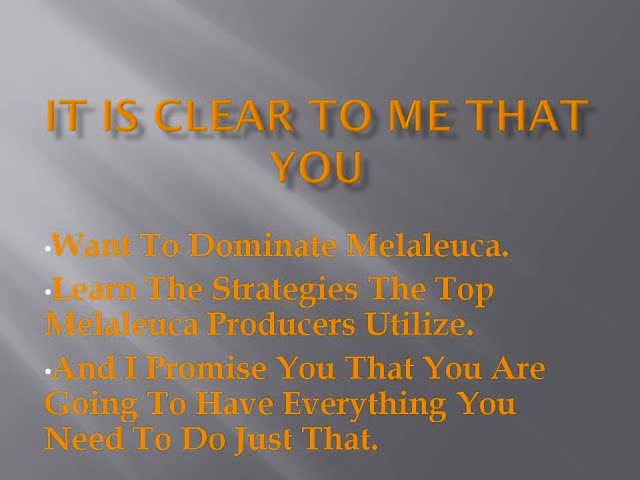 IT IS CLEAR TO ME THAT
YOU
•Want To Dominate Melaleuca.
•Learn The Strategies The Top
Melaleuca Producers Utilize.
•And I Promise You That You Are
Going To Have Everything You
Need To Do Just That.